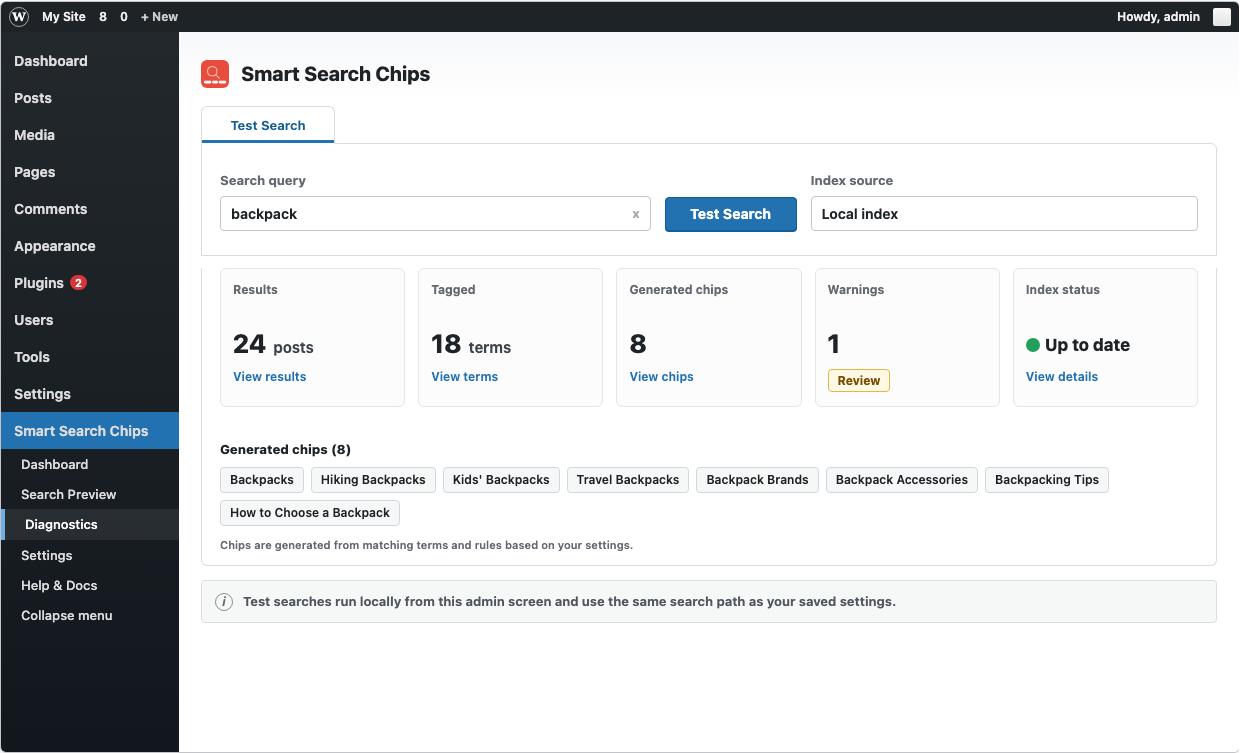 W My Site 8 0 + New Howdy, admin
Dashboard
Posts
Media
Pages
Comments
Appearance
Plugins 2
Users
Tools
Settings
Smart Search Chips
Dashboard
Search Preview
Diagnostics
Settings
Help & Docs
Collapse menu
Smart Search Chips
Test Search
Search query
backpack x
Test Search
Index source
Local index
Results
24 posts
View results
Tagged
18 terms
View terms
Generated chips
8
View chips
Warnings
1
Review
Index status
Up to date
View details
Generated chips (8)
Backpacks Hiking Backpacks Kids' Backpacks Travel Backpacks Backpack Brands Backpack Accessories Backpacking Tips
How to Choose a Backpack
Chips are generated from matching terms and rules based on your settings.
i Test searches run locally from this admin screen and use the same search path as your saved settings.